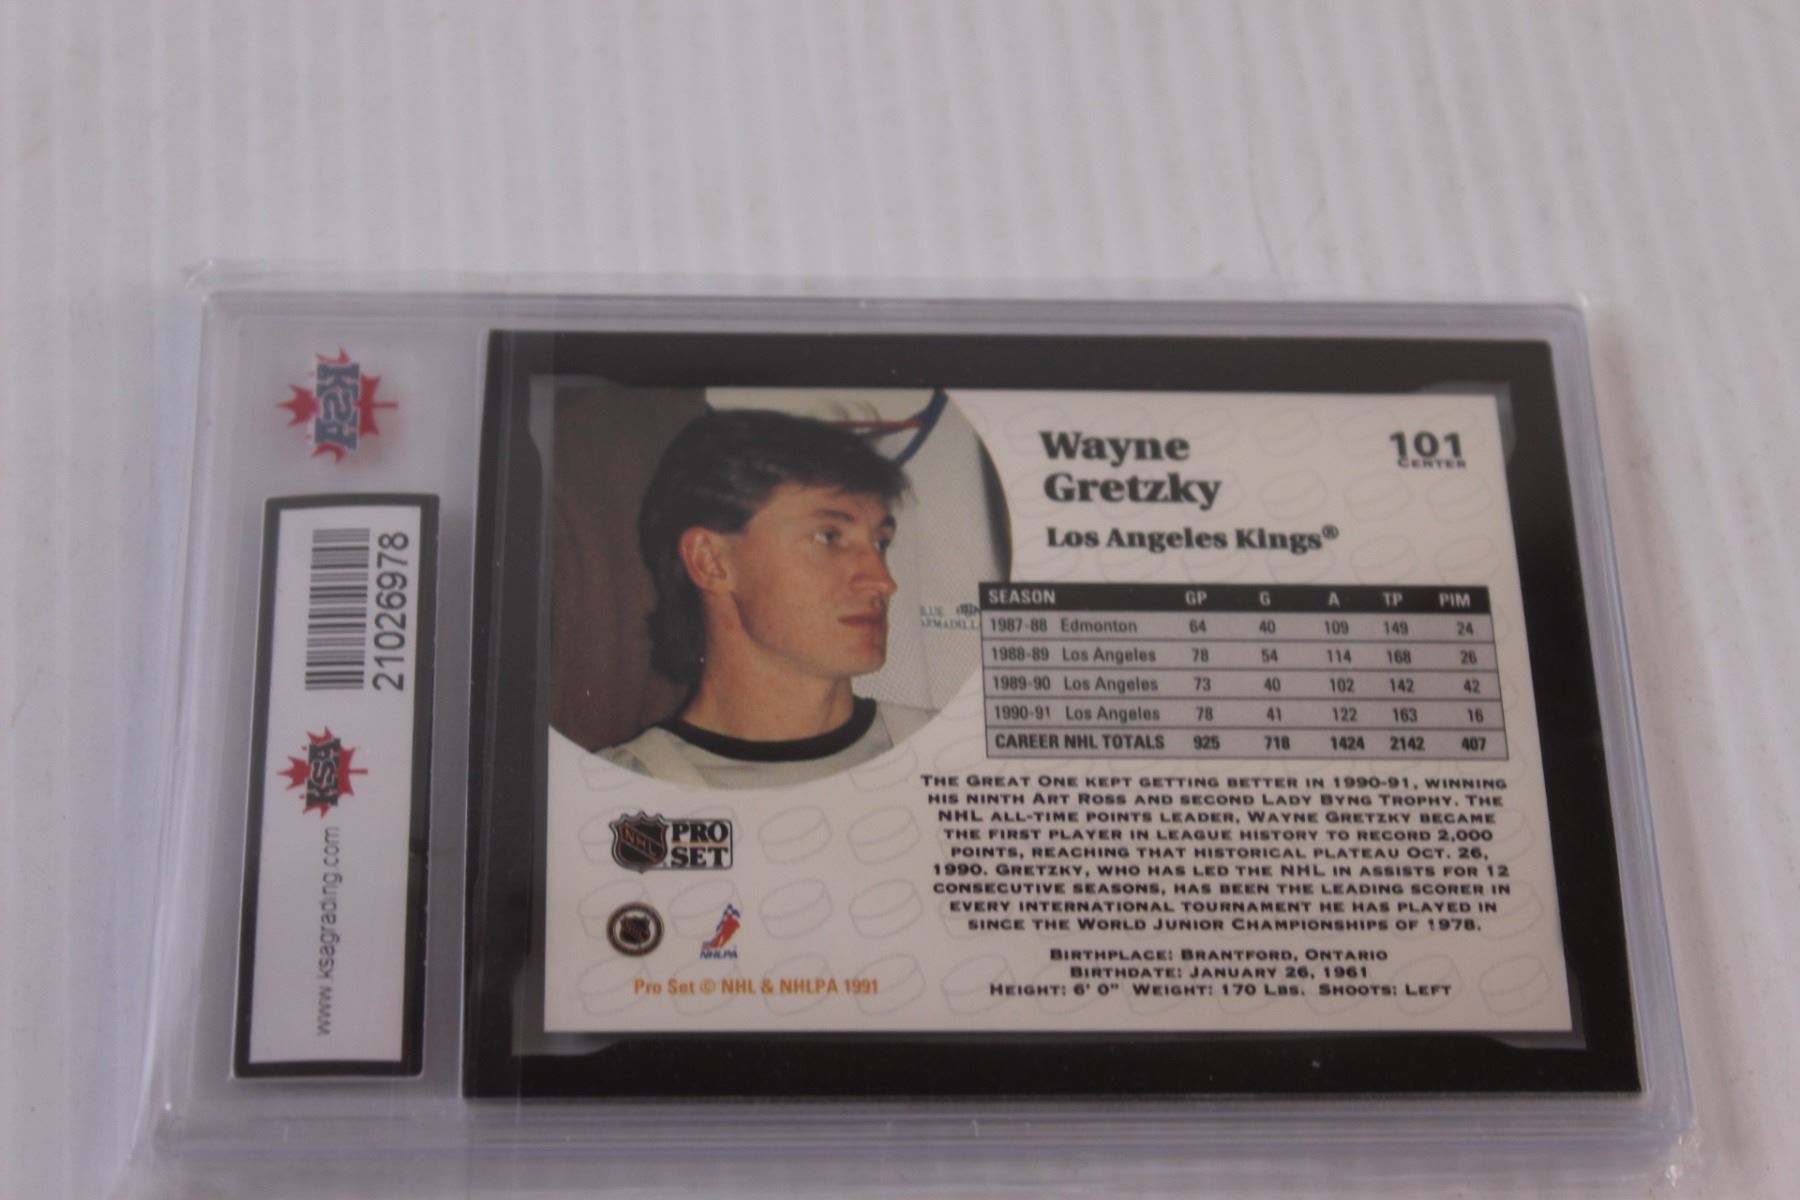 KSA
21026978
KSA
www.ksagrading.com
Wayne
Gretzky
Los Angeles Kings®
101
CENTER
SEASON GP G A TP PIM
1987-88 Edmonton 64 40 109 149 24
1988-89 Los Angeles 78 54 114 168 26
1989-90 Los Angeles 73 40 102 142 42
1990-91 Los Angeles 78 41 122 163 16
CAREER NHL TOTALS 925 718 1424 2142 407
THE GREAT ONE KEPT GETTING BETTER IN 1990-91, WINNING
HIS NINTH ART ROSS AND SECOND LADY BYNG TROPHY. THE
NHL ALL-TIME POINTS LEADER, WAYNE GRETZKY BECAME
THE FIRST PLAYER IN LEAGUE HISTORY TO RECORD 2,000
POINTS, REACHING THAT HISTORICAL PLATEAU OCT. 26,
1990. GRETZKY, WHO HAS LED THE NHL IN ASSISTS FOR 12
CONSECUTIVE SEASONS, HAS BEEN THE LEADING SCORER IN
EVERY INTERNATIONAL TOURNAMENT HE HAS PLAYED IN
SINCE THE WORLD JUNIOR CHAMPIONSHIPS OF 1978.
BIRTHPLACE: BRANTFORD, ONTARIO
BIRTHDATE: JANUARY 26, 1961
HEIGHT: 6' 0" WEIGHT: 170 LBS. SHOOTS: LEFT
NHL PRO
SET
NHLPA
Pro Set © NHL & NHLPA 1991